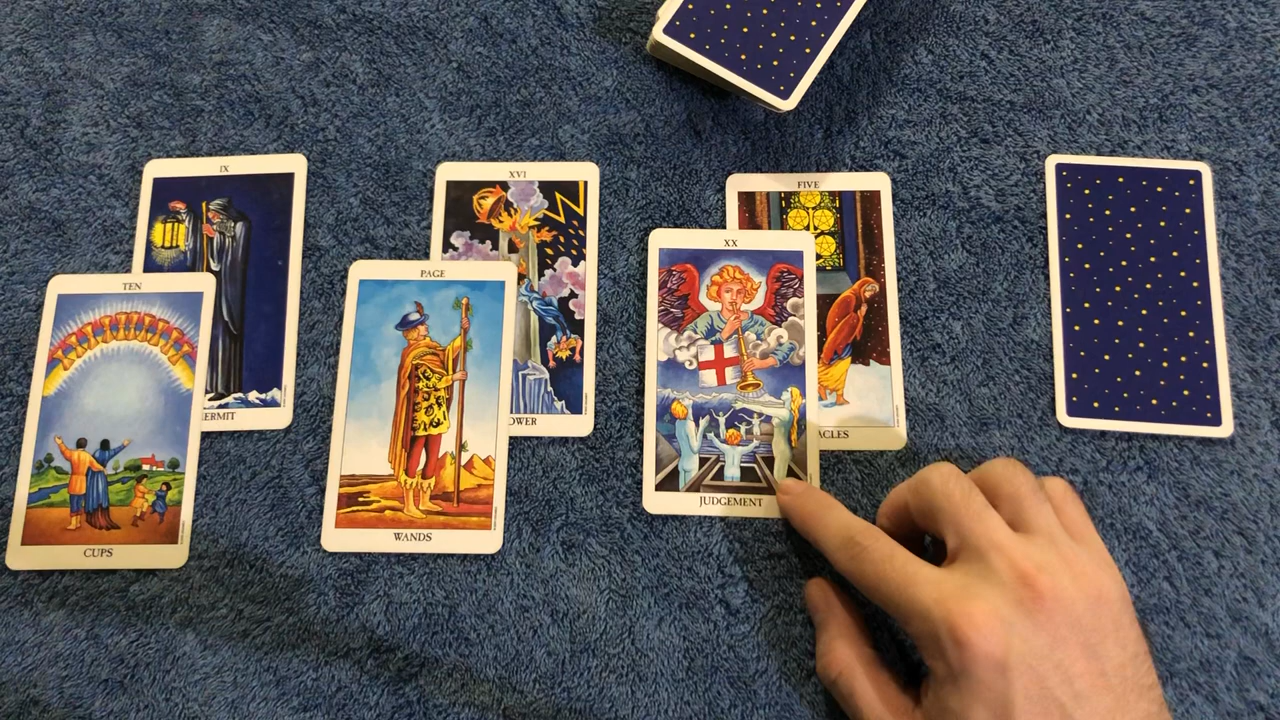 IX
ERMIT
TEN
CUPS
XVI
OWER
PAGE
WANDS
FIVE
ACLES
XX
JUDGEMENT